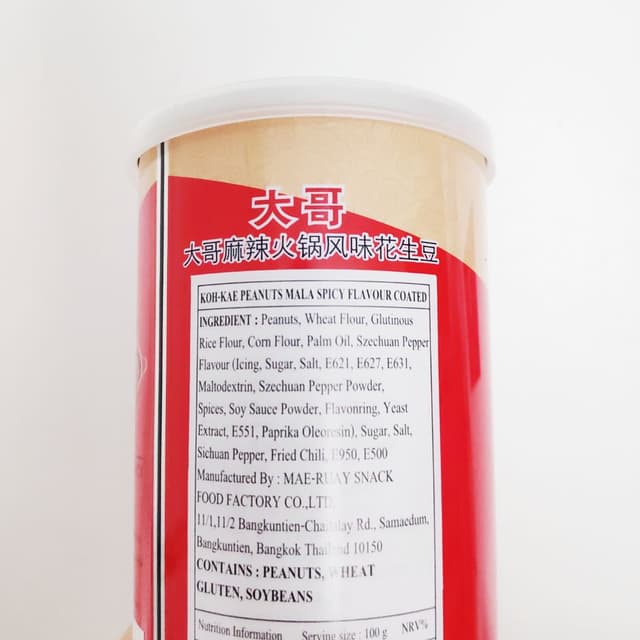 大哥
大哥麻辣火锅风味花生豆
KOH-KAE PEANUTS MALA SPICY FLAVOUR COATED
INGREDIENT : Peanuts, Wheat Flour, Glutinous
Rice Flour, Corn Flour, Palm Oil, Szechuan Pepper
Flavour (Icing, Sugar, Salt, E621, E627, E631,
Maltodextrin, Szechuan Pepper Powder,
Spices, Soy Sauce Powder, Flavonring, Yeast
Extract, E551, Paprika Oleoresin), Sugar, Salt,
Sichuan Pepper, Fried Chili, E950, E500
Manufactured By : MAE-RUAY SNACK
FOOD FACTORY CO.,LTD.
11/1,11/2 Bangkuntien-Chaitalay Rd., Samaedum,
Bangkuntien, Bangkok Thailand 10150
CONTAINS : PEANUTS, WHEAT
GLUTEN, SOYBEANS
Nutrition Information Serving size : 100 g NRV%